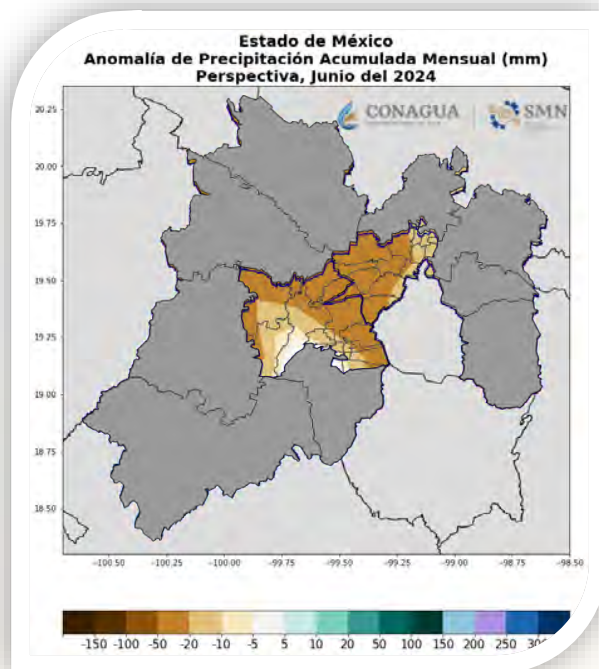 Estado de México
Anomalía de Precipitación Acumulada Mensual (mm)
Perspectiva, Junio del 2024
CONAGUA
SMN
20.25
20.00
19.75
19.50
19.25
19.00
18.75
18.50
-100.50 -100.25 -100.00 -99.75 -99.50 -99.25 -99.00 -98.75 -98.50
-150 -100 -50 -20 -10 -5 5 10 20 50 100 150 200 250 300